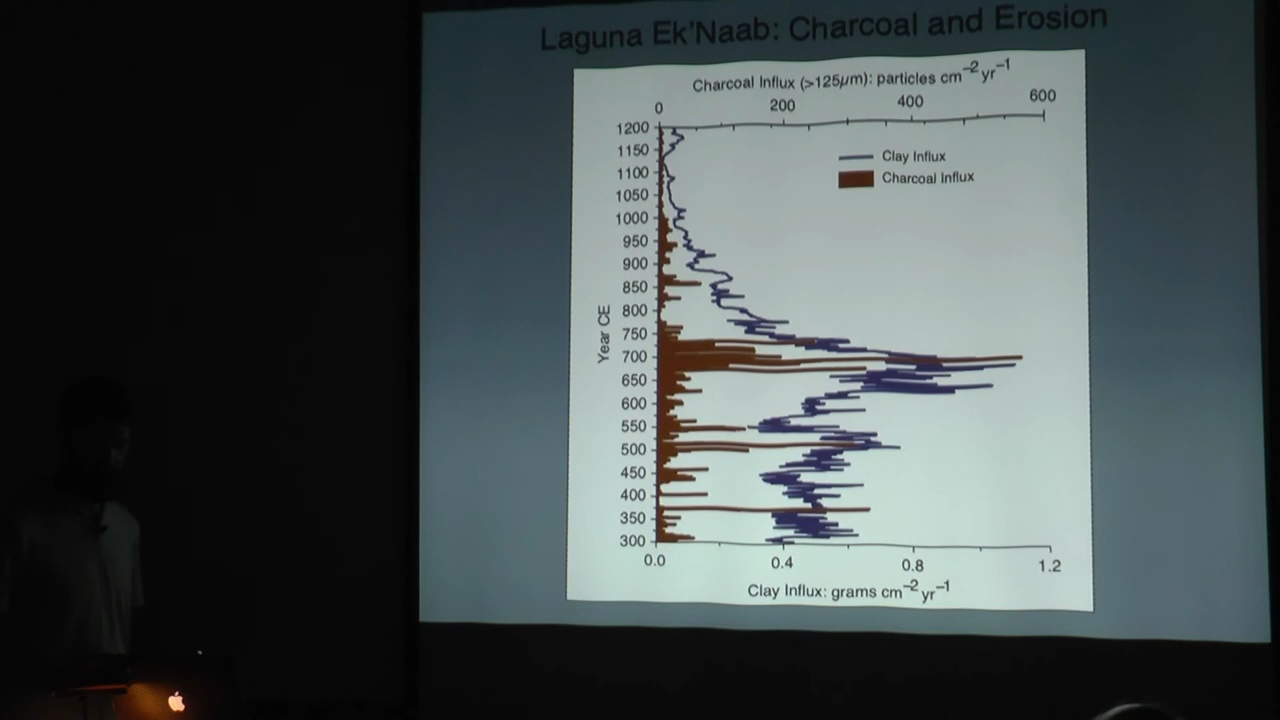 Laguna Ek'Naab: Charcoal and Erosion
Charcoal Influx (>125µm): particles cm⁻² yr⁻¹
0 200 400 600
Clay Influx
Charcoal Influx
Year CE
1200
1150
1100
1050
1000
950
900
850
800
750
700
650
600
550
500
450
400
350
300
0.0 0.4 0.8 1.2
Clay Influx: grams cm⁻² yr⁻¹